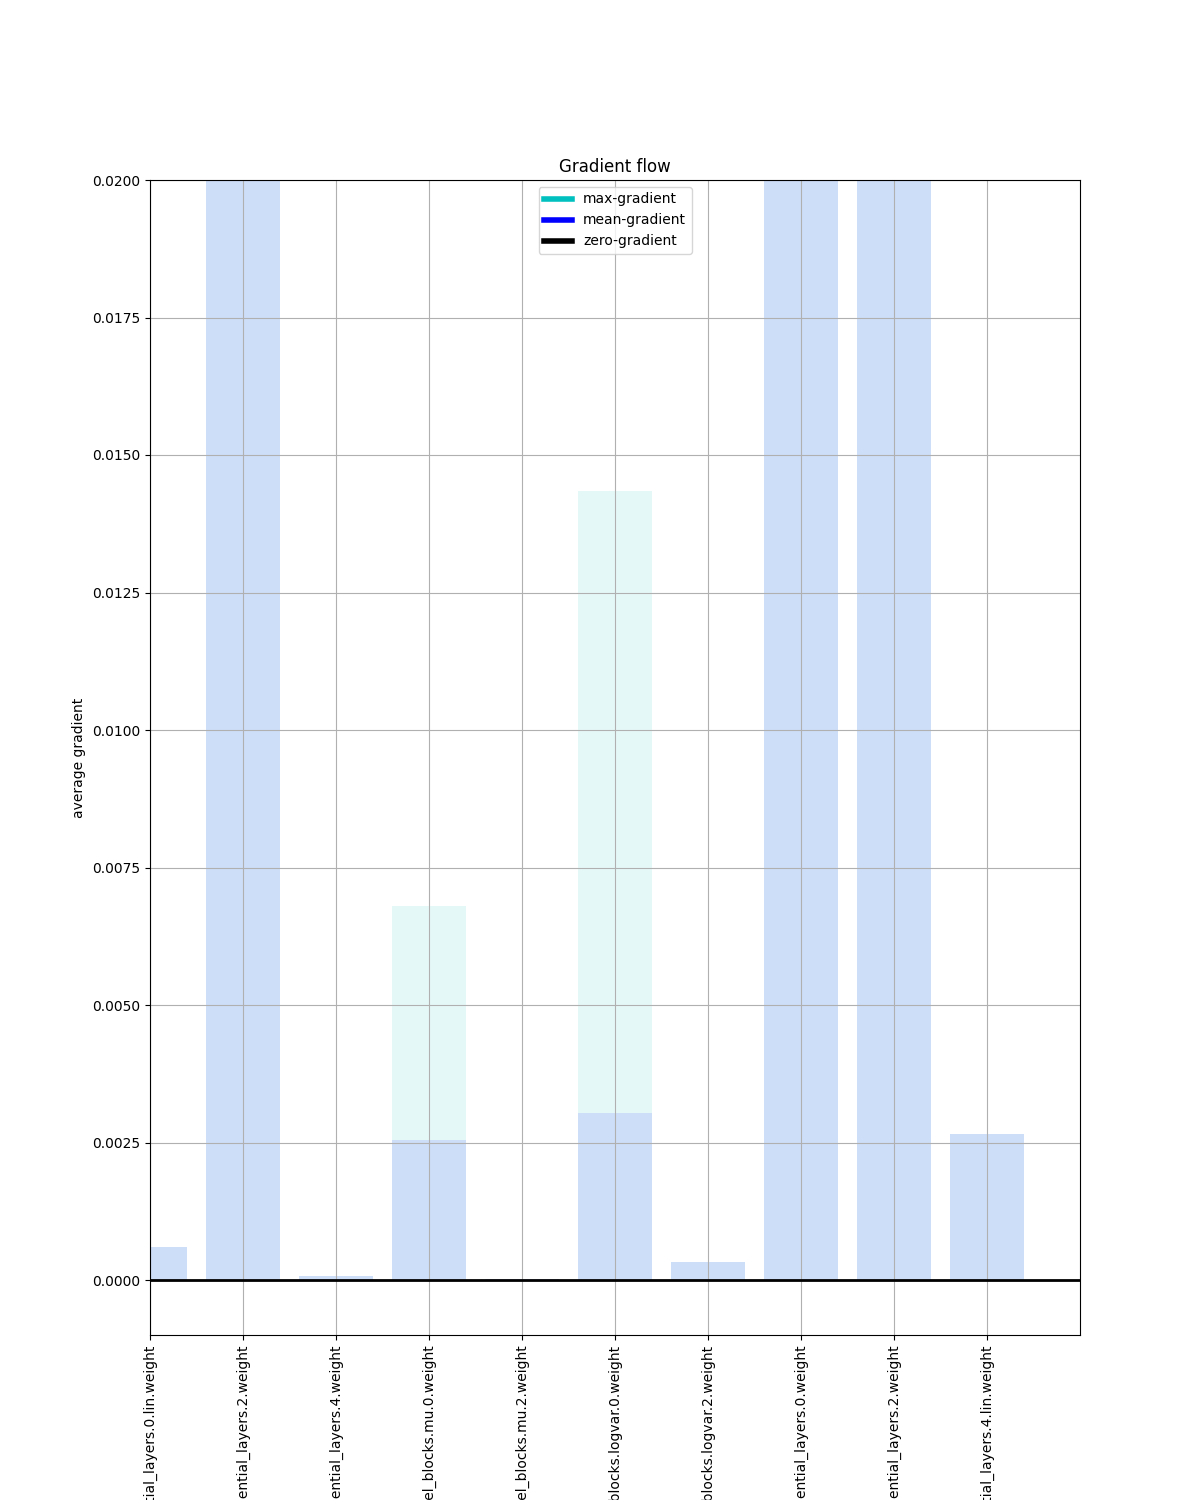 Gradient flow
max-gradient
mean-gradient
zero-gradient
0.0200
0.0175
0.0150
0.0125
0.0100
0.0075
0.0050
0.0025
0.0000
average gradient
tial_layers.0.lin.weight
ential_layers.2.weight
ential_layers.4.weight
el_blocks.mu.0.weight
el_blocks.mu.2.weight
blocks.logvar.0.weight
blocks.logvar.2.weight
ential_layers.0.weight
ential_layers.2.weight
tial_layers.4.lin.weight